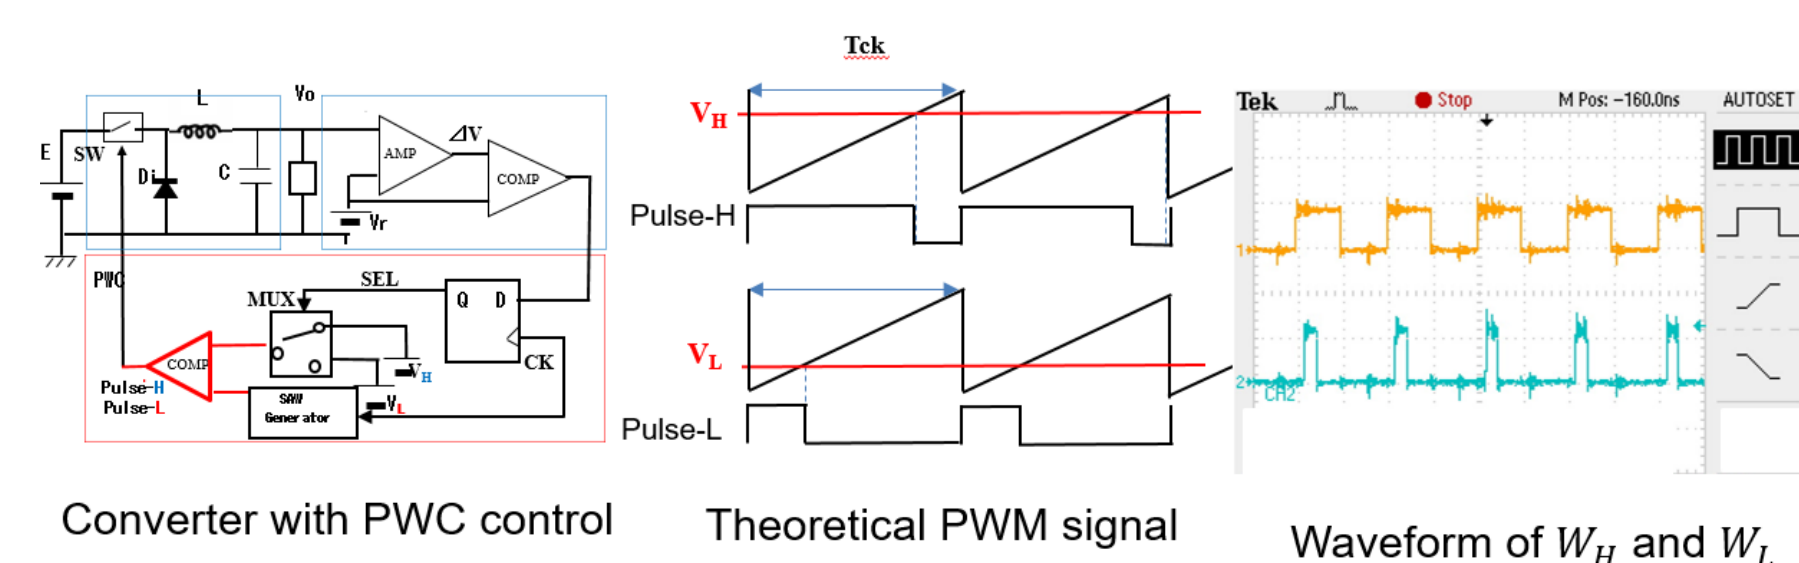 L
Vo
E
SW
Di
C
AMP
ΔV
COMP
Vr
PWC
SEL
MUX
Q D
CK
COMP
VH
VL
Pulse-H
Pulse-L
SAW
Generator
Converter with PWC control
Tck
VH
Pulse-H
VL
Pulse-L
Theoretical PWM signal
Tek Stop M Pos: -160.0ns AUTOSET
1
2
CH2
Waveform of WH and WL